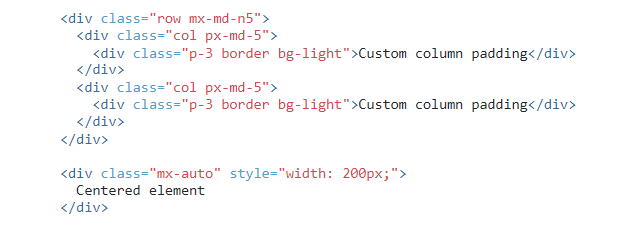 <div class="row mx-md-n5">
  <div class="col px-md-5">
    <div class="p-3 border bg-light">Custom column padding</div>
  </div>
  <div class="col px-md-5">
    <div class="p-3 border bg-light">Custom column padding</div>
  </div>
</div>

<div class="mx-auto" style="width: 200px;">
  Centered element
</div>